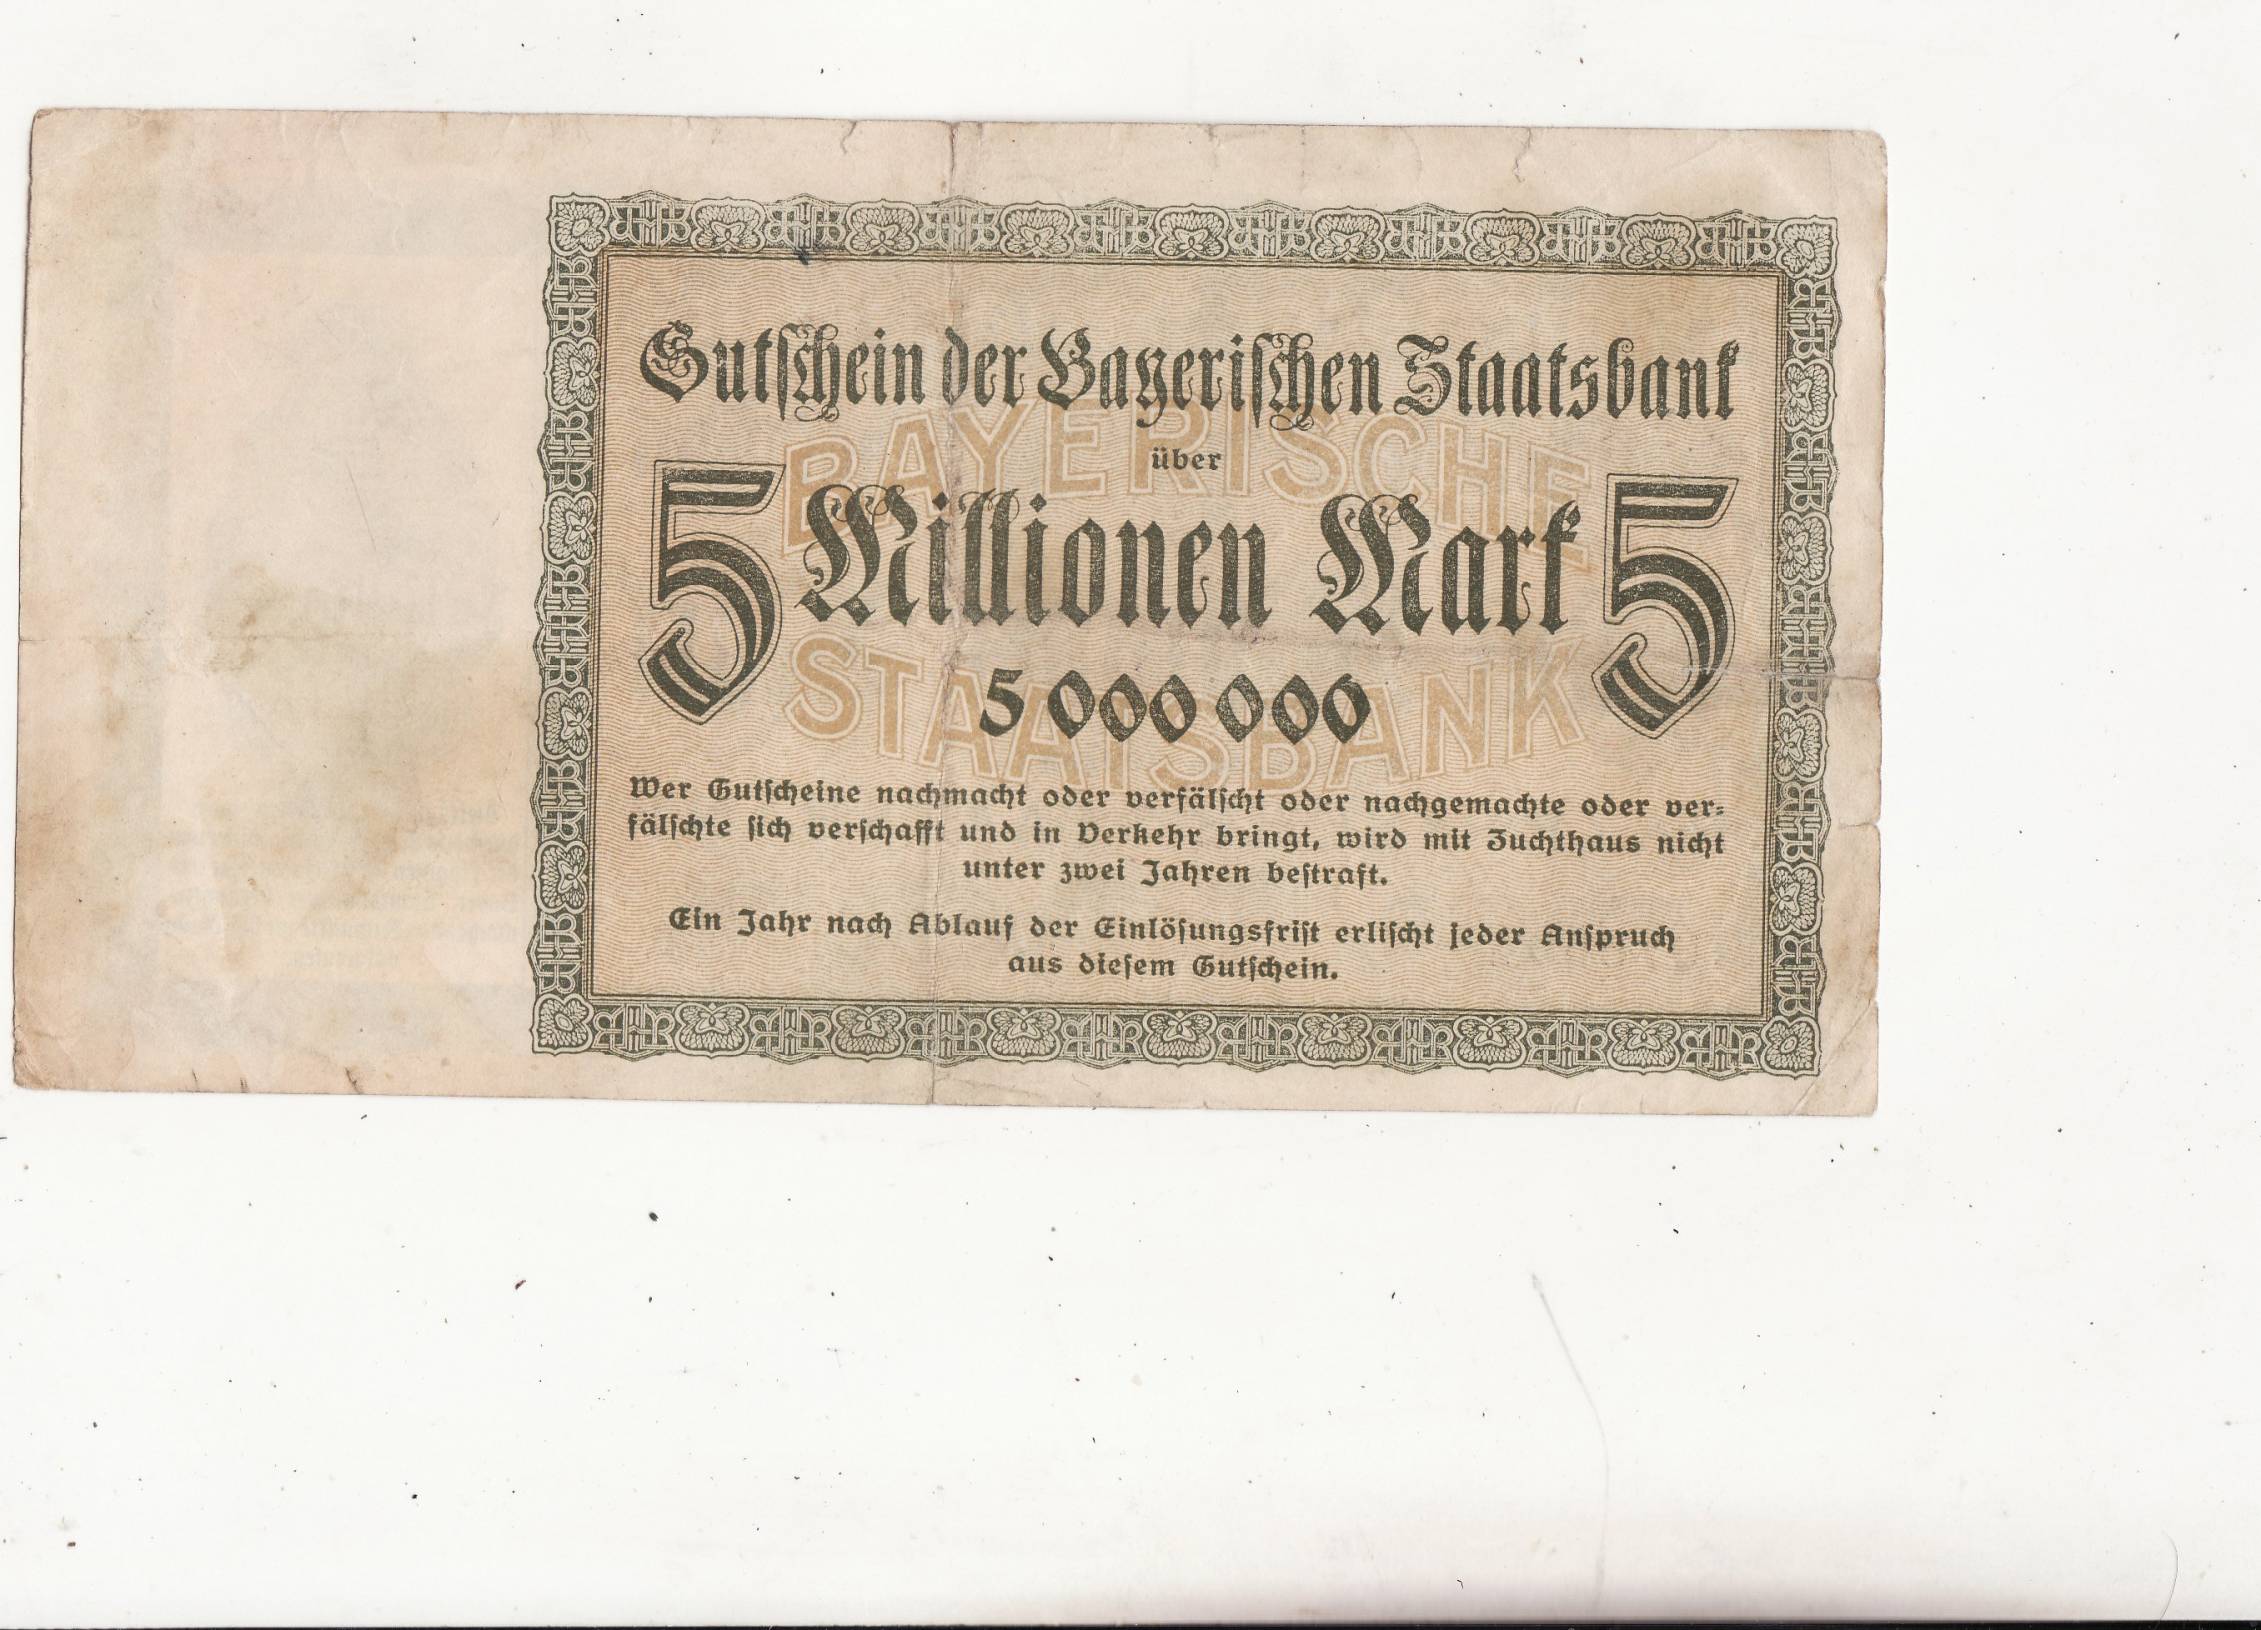 Gutschein der Bayerischen Staatsbank
über
5 Millionen Mark 5
5 000 000
BAYERISCHE
STAATSBANK
Wer Gutscheine nachmacht oder verfälscht oder nachgemachte oder ver-
fälschte sich verschafft und in Verkehr bringt, wird mit Zuchthaus nicht
unter zwei Jahren bestraft.
Ein Jahr nach Ablauf der Einlösungsfrist erlischt jeder Anspruch
aus diesem Gutschein.